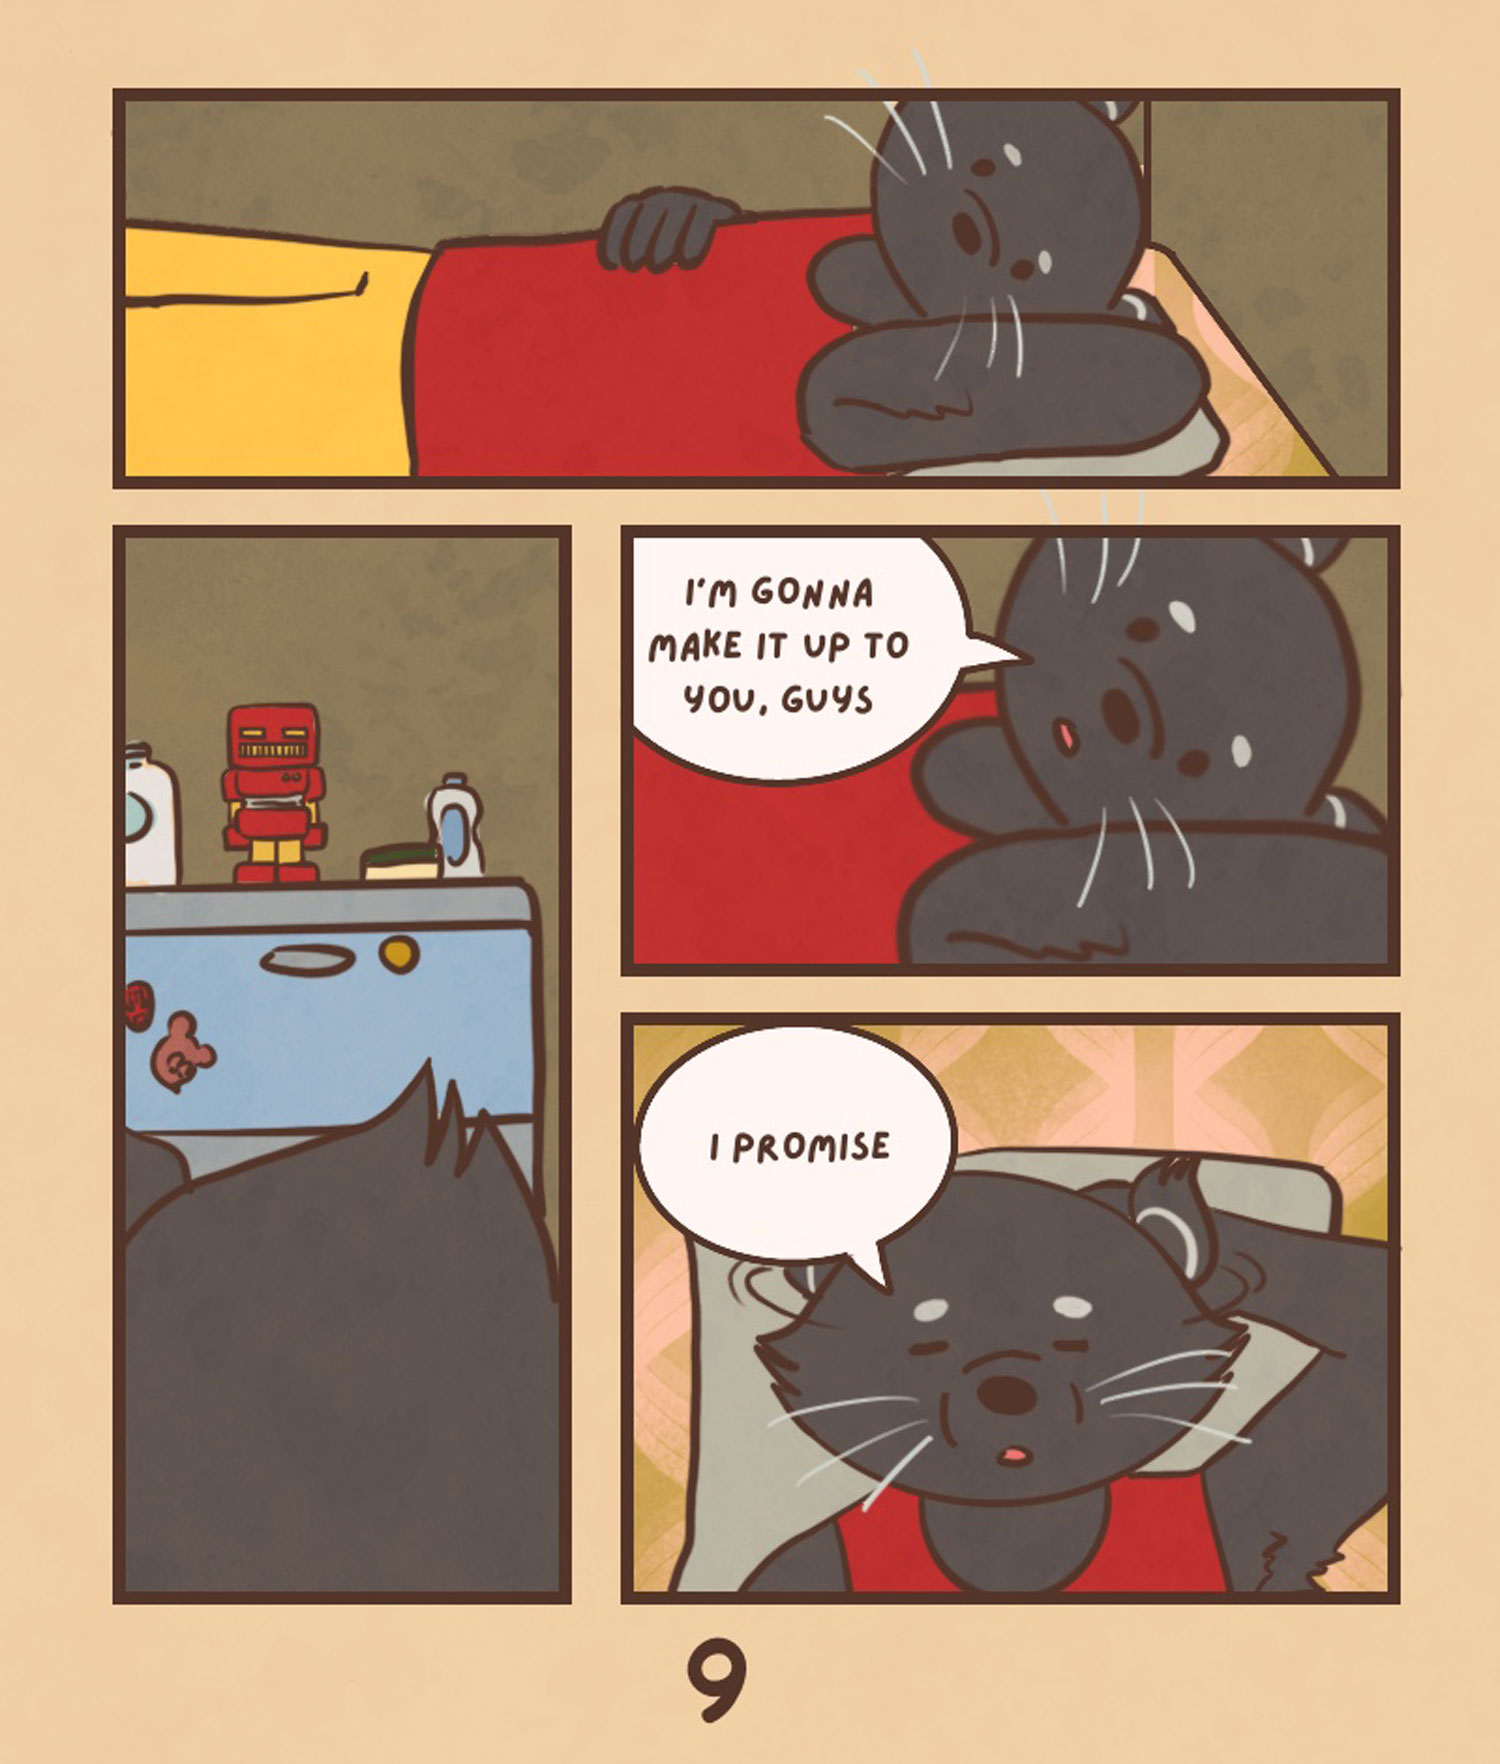 I'M GONNA
MAKE IT UP TO
YOU, GUYS
I PROMISE
9